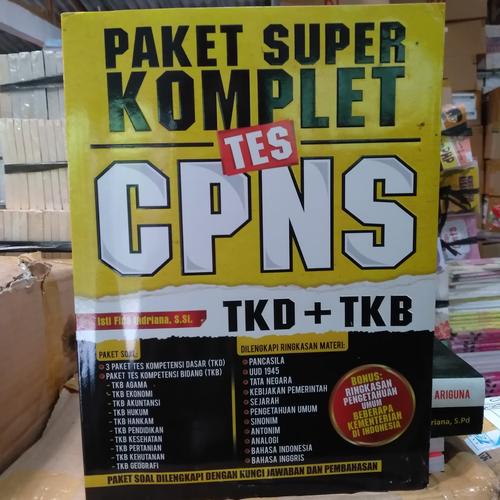 PAKET SUPER
KOMPLET
TES
CPNS
TKD + TKB
Isti Fina Indriana, S.Si.
PAKET SOAL:
3 PAKET TES KOMPETENSI DASAR (TKD)
PAKET TES KOMPETENSI BIDANG (TKB)
- TKB AGAMA
- TKB EKONOMI
- TKB AKUNTANSI
- TKB HUKUM
- TKB HANKAM
- TKB PENDIDIKAN
- TKB KESEHATAN
- TKB PERTANIAN
- TKB KEHUTANAN
- TKB GEOGRAFI
DILENGKAPI RINGKASAN MATERI:
PANCASILA
UUD 1945
TATA NEGARA
KEBIJAKAN PEMERINTAH
SEJARAH
PENGETAHUAN UMUM
SINONIM
ANTONIM
ANALOGI
BAHASA INDONESIA
BAHASA INGGRIS
BONUS:
RINGKASAN
PENGETAHUAN
UMUM
BEBERAPA
KEMENTERIAN
DI INDONESIA
PAKET SOAL DILENGKAPI DENGAN KUNCI JAWABAN DAN PEMBAHASAN
ARIGUNA
driana, S.Pd